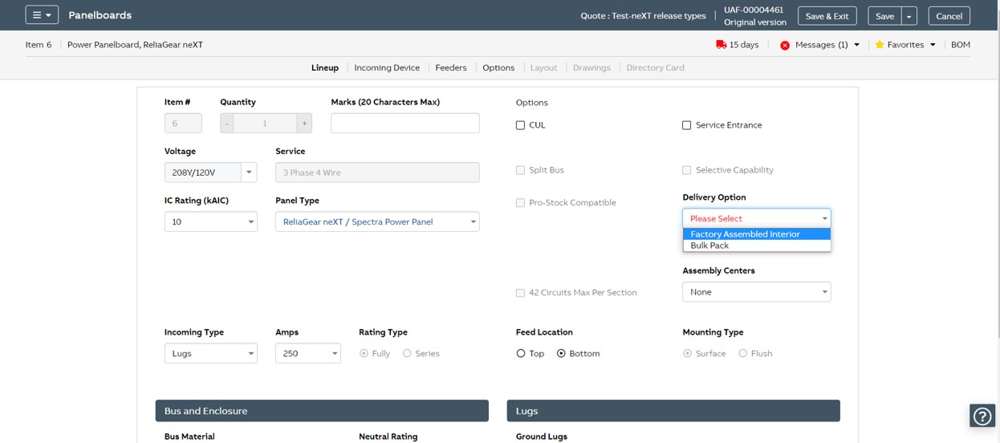 Panelboards
Quote : Test-neXT release types
UAF-00004461
Original version
Save & Exit
Save
Cancel
Item 6
Power Panelboard, ReliaGear neXT
15 days
Messages (1)
Favorites
BOM
Lineup
Incoming Device
Feeders
Options
Layout
Drawings
Directory Card
Item #
Quantity
Marks (20 Characters Max)
Options
6
- 1 +
CUL
Service Entrance
Voltage
Service
208Y/120V
3 Phase 4 Wire
Split Bus
Selective Capability
IC Rating (kAIC)
Panel Type
Pro-Stock Compatible
Delivery Option
10
ReliaGear neXT / Spectra Power Panel
Please Select
Factory Assembled Interior
Bulk Pack
Assembly Centers
42 Circuits Max Per Section
None
Incoming Type
Amps
Rating Type
Feed Location
Mounting Type
Lugs
250
Fully
Series
Top
Bottom
Surface
Flush
Bus and Enclosure
Lugs
Bus Material
Neutral Rating
Ground Lugs
?